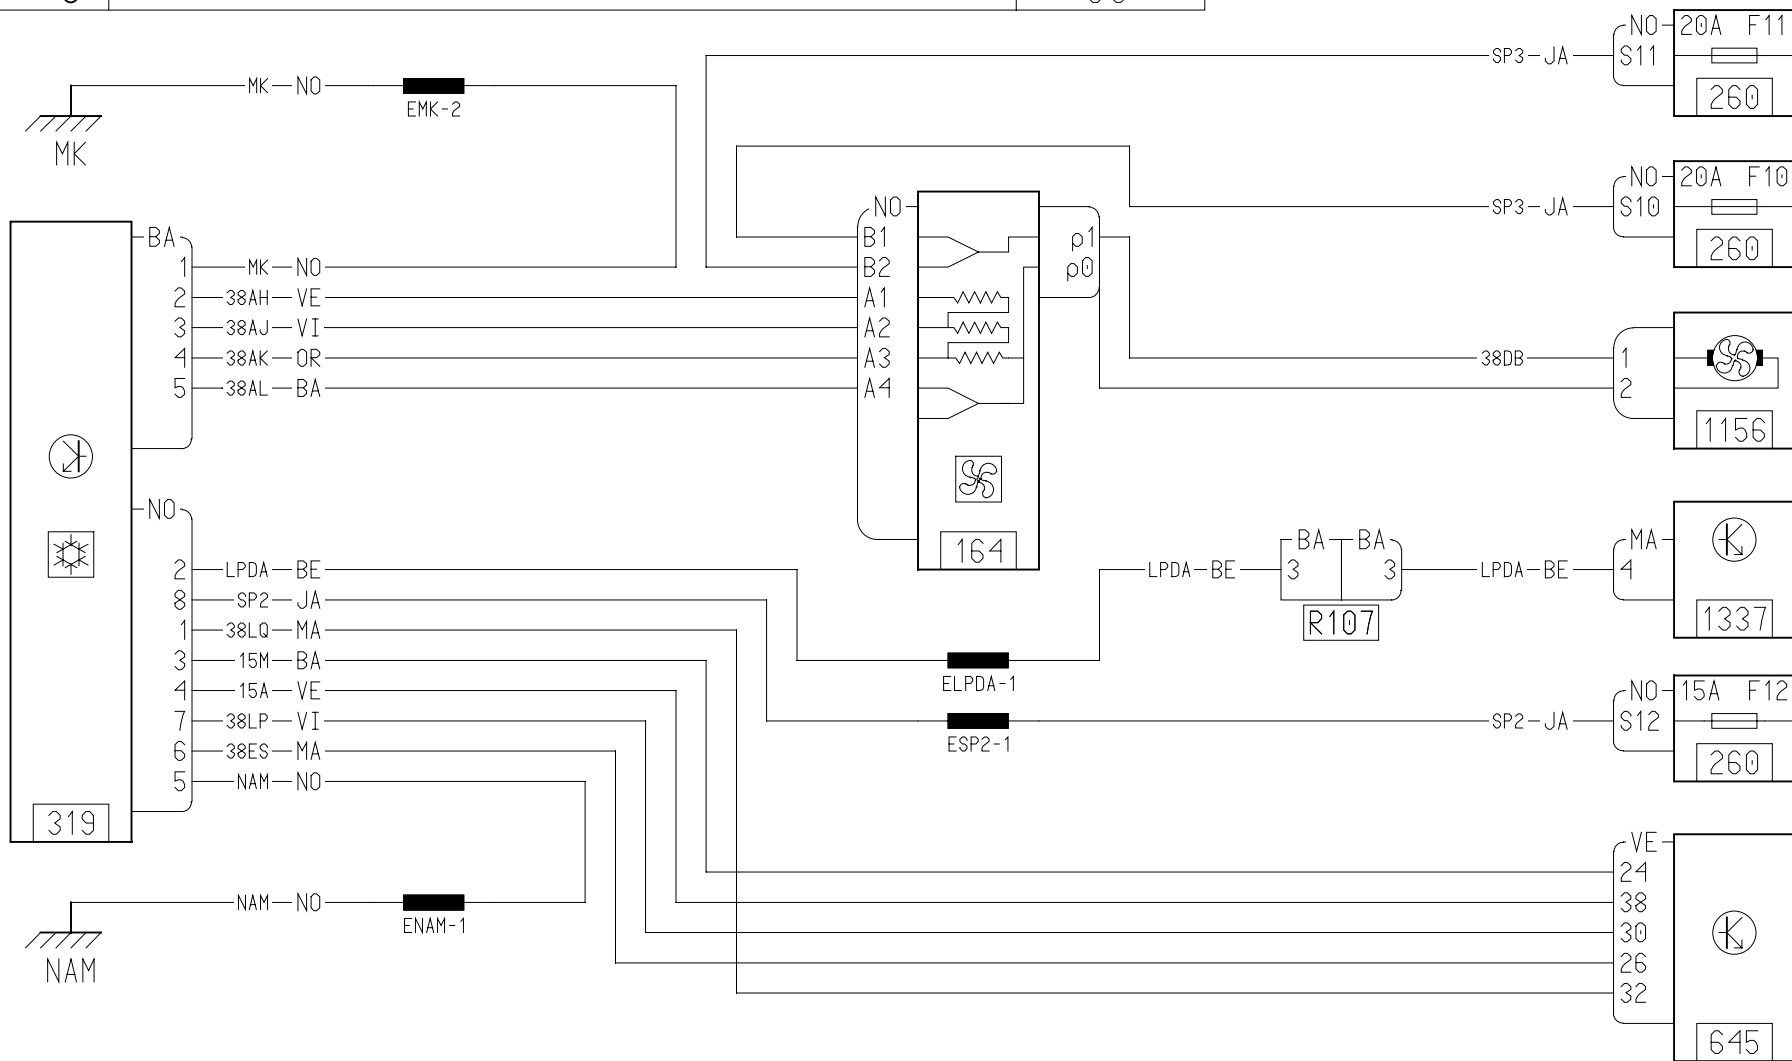 NO 20A F11
SP3 JA S11
260
MK NO
EMK-2
MK
NO 20A F10
SP3 JA S10
260
NO
B1 p1
B2 p0
A1
A2
A3
A4
164
BA
1 MK NO
2 38AH VE
3 38AJ VI
4 38AK OR
5 38AL BA
38DB 1
2
1156
NO
2 LPDA BE
8 SP2 JA
1 38LQ MA
3 15M BA
4 15A VE
7 38LP VI
6 38ES MA
5 NAM NO
319
BA BA
LPDA BE 3 3 LPDA BE
R107
MA
4
1337
ELPDA-1
ESP2-1
NO 15A F12
SP2 JA S12
260
NAM NO
ENAM-1
NAM
VE
24
38
30
26
32
645